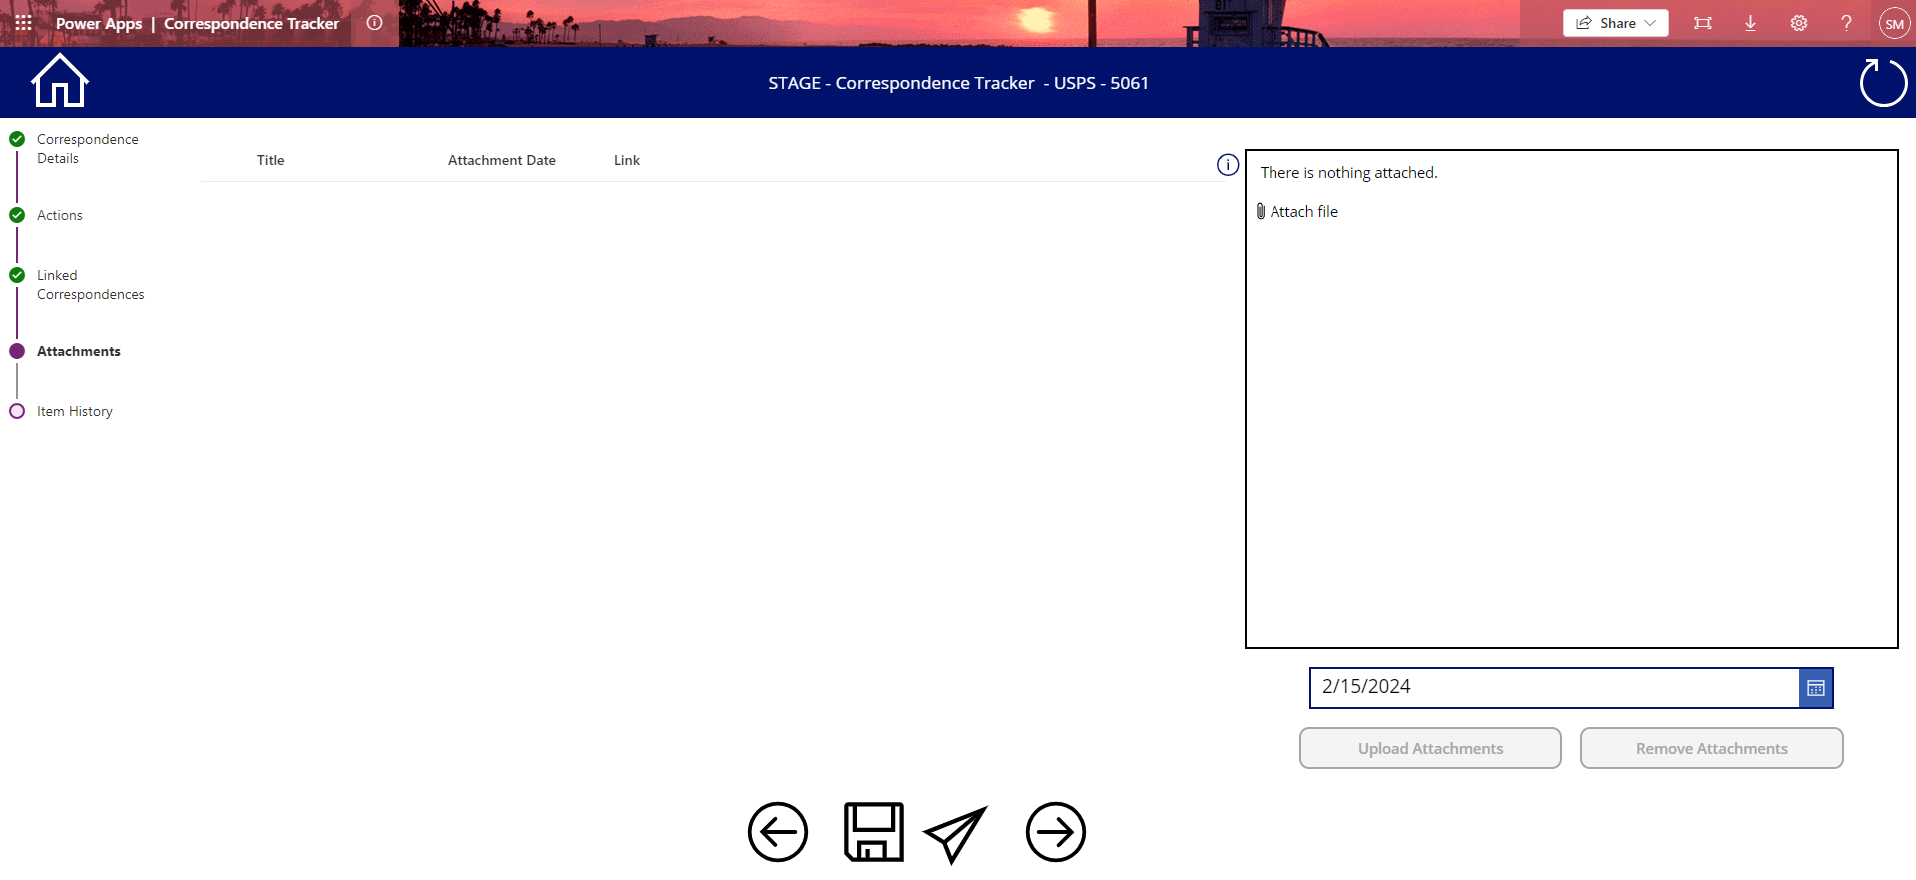 Power Apps | Correspondence Tracker
Share
SM
STAGE - Correspondence Tracker - USPS - 5061
Correspondence
Details
Actions
Linked
Correspondences
Attachments
Item History
Title Attachment Date Link
There is nothing attached.
Attach file
2/15/2024
Upload Attachments Remove Attachments